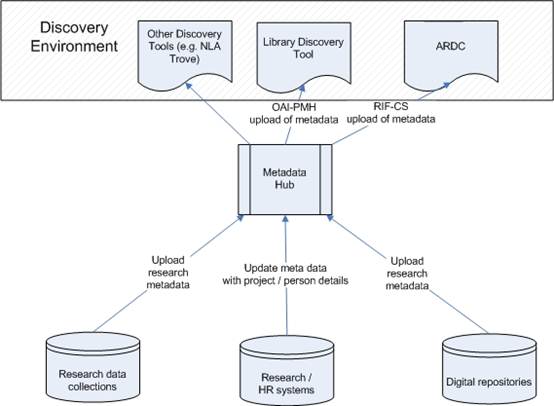 Discovery
Environment
Other Discovery
Tools (e.g. NLA
Trove)
Library Discovery
Tool
ARDC
OAI-PMH
upload of metadata
RIF-CS
upload of metadata
Metadata
Hub
Upload
research
metadata
Update meta data
with project / person details
Upload
research
metadata
Research data
collections
Research /
HR systems
Digital repositories